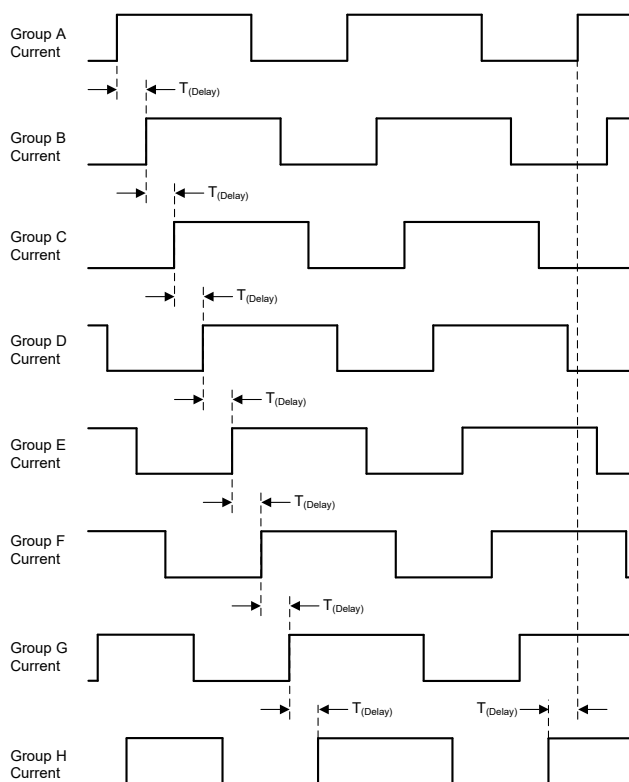 Group A
Current
T(Delay)
Group B
Current
T(Delay)
Group C
Current
T(Delay)
Group D
Current
T(Delay)
Group E
Current
T(Delay)
Group F
Current
T(Delay)
Group G
Current
T(Delay) T(Delay)
Group H
Current